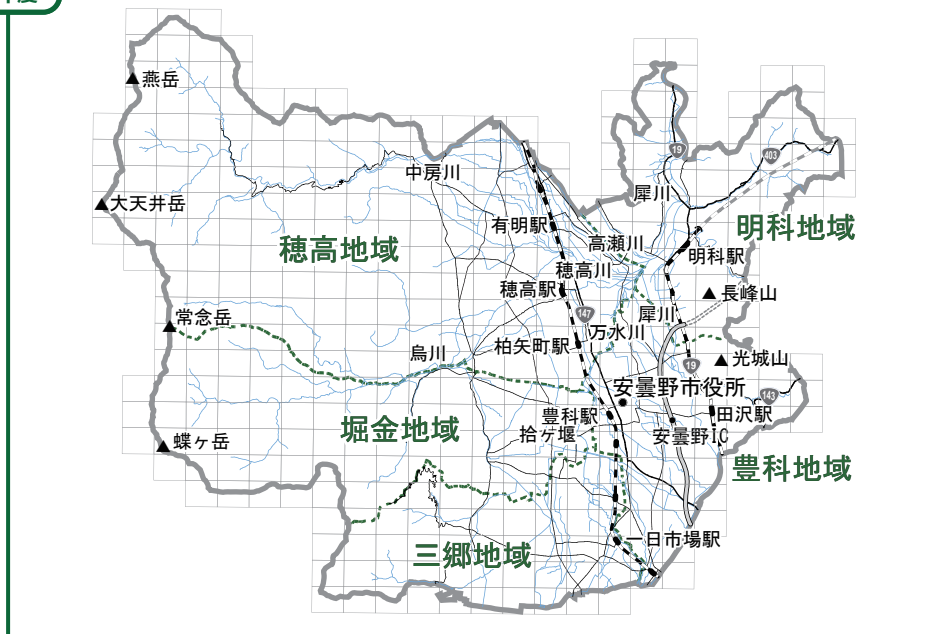 年度
燕岳
19
403
中房川
犀川
大天井岳
有明駅
明科地域
高瀬川
穂高地域
明科駅
穂高川
穂高駅
長峰山
常念岳
147
犀川
万水川
柏矢町駅
烏川
光城山
19
安曇野市役所
143
豊科駅
田沢駅
堀金地域
拾ヶ堰
安曇野IC
蝶ヶ岳
豊科地域
一日市場駅
三郷地域